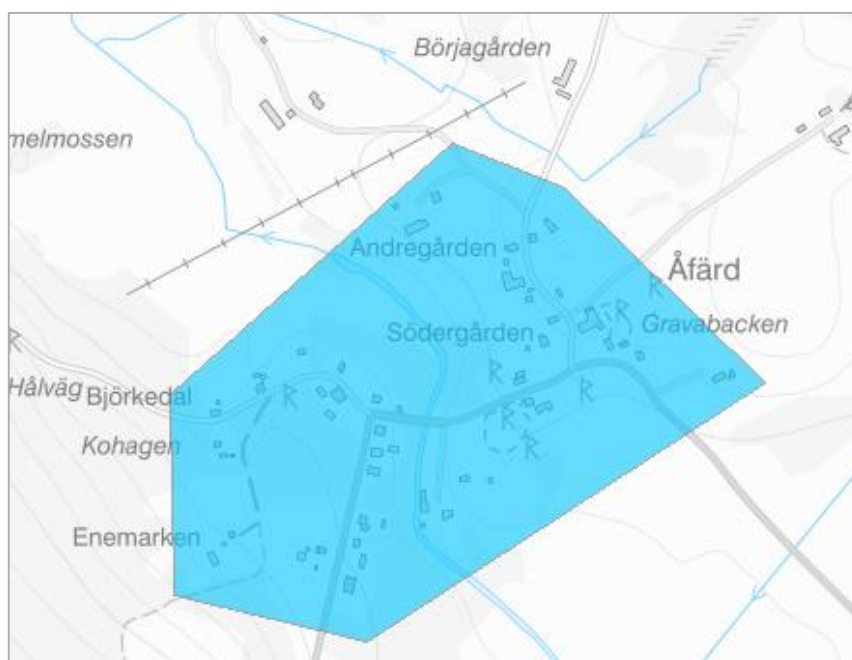 Börjagården
melmossen
Andregården
Åfärd
Södergården
Gravabacken
Hålväg
Björkedal
Kohagen
Enemarken
R
R
R
R
R
R
R
R